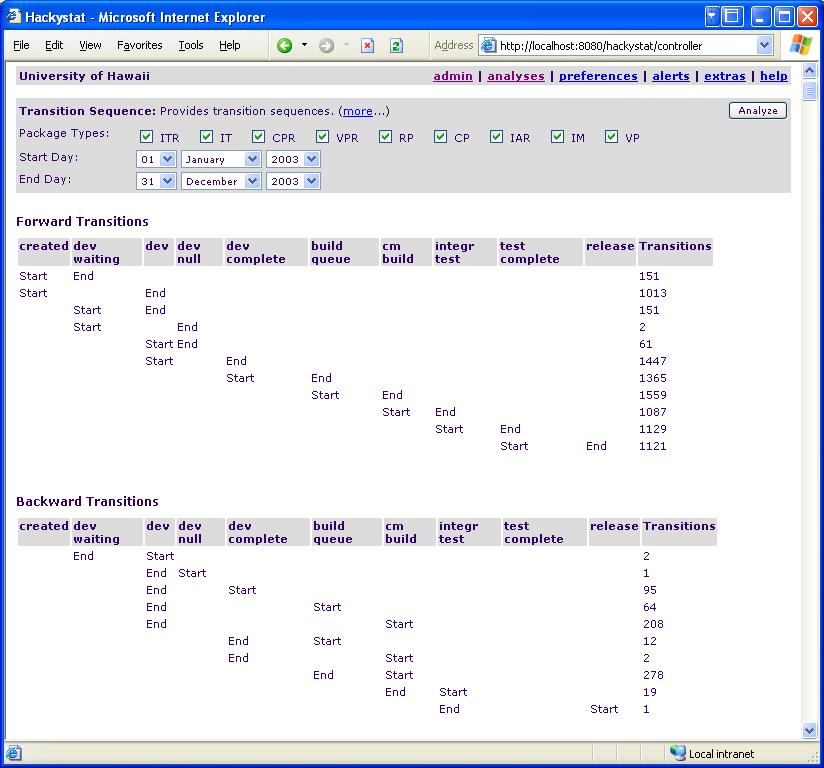 Hackystat - Microsoft Internet Explorer
File Edit View Favorites Tools Help Address http://localhost:8080/hackystat/controller
University of Hawaii admin | analyses | preferences | alerts | extras | help
Transition Sequence: Provides transition sequences. (more...) Analyze
Package Types: ITR IT CPR VPR RP CP IAR IM VP
Start Day: 01 January 2003
End Day: 31 December 2003
Forward Transitions
created dev waiting dev dev null dev complete build queue cm build integr test test complete release Transitions
Start End 151
Start End 1013
Start End 151
Start End 2
Start End 61
Start End 1447
Start End 1365
Start End 1559
Start End 1087
Start End 1129
Start End 1121
Backward Transitions
created dev waiting dev dev null dev complete build queue cm build integr test test complete release Transitions
End Start 2
End Start 1
End Start 95
End Start 64
End Start 208
End Start 12
End Start 2
End Start 278
End Start 19
End Start 1
Local intranet